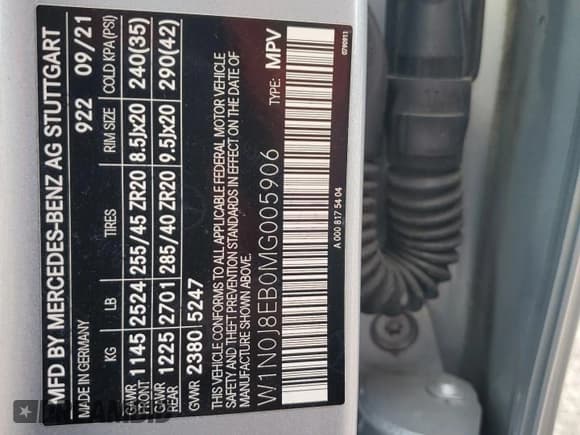 MFD BY MERCEDES-BENZ AG STUTTGART
MADE IN GERMANY 922 09/21
KG LB TIRES RIM SIZE COLD KPA(PSI)
GAWR FRONT 1145 2524 255/45 ZR20 8.5Jx20 240(35)
GAWR REAR 1225 2701 285/40 ZR20 9.5Jx20 290(42)
GVWR 2380 5247
THIS VEHICLE CONFORMS TO ALL APPLICABLE FEDERAL MOTOR VEHICLE
SAFETY AND THEFT PREVENTION STANDARDS IN EFFECT ON THE DATE OF
MANUFACTURE SHOWN ABOVE.
W1N0J8EB0MG005906 TYPE: MPV
A 000 817 54 04 0790911